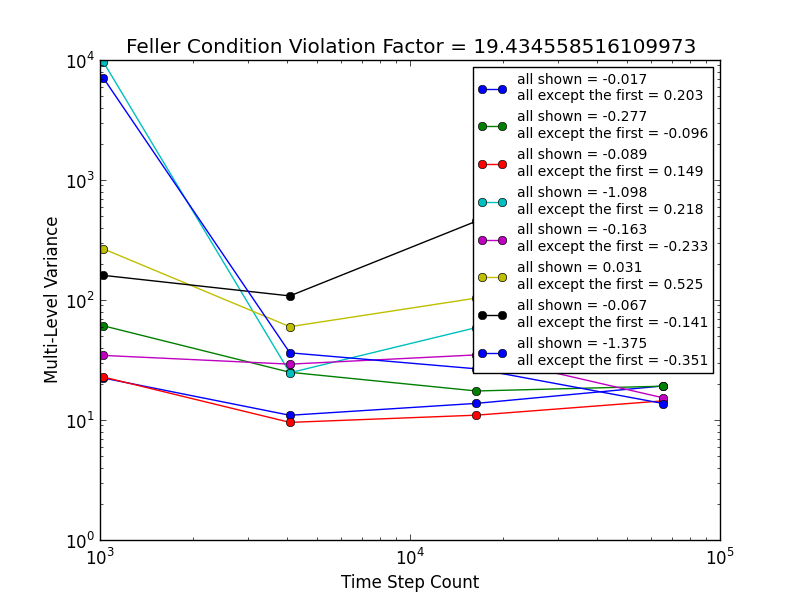 Feller Condition Violation Factor = 19.434558516109973
10^4
10^3
10^2
10^1
10^0
Multi-Level Variance
all shown = -0.017
all except the first = 0.203
all shown = -0.277
all except the first = -0.096
all shown = -0.089
all except the first = 0.149
all shown = -1.098
all except the first = 0.218
all shown = -0.163
all except the first = -0.233
all shown = 0.031
all except the first = 0.525
all shown = -0.067
all except the first = -0.141
all shown = -1.375
all except the first = -0.351
10^3
10^4
10^5
Time Step Count